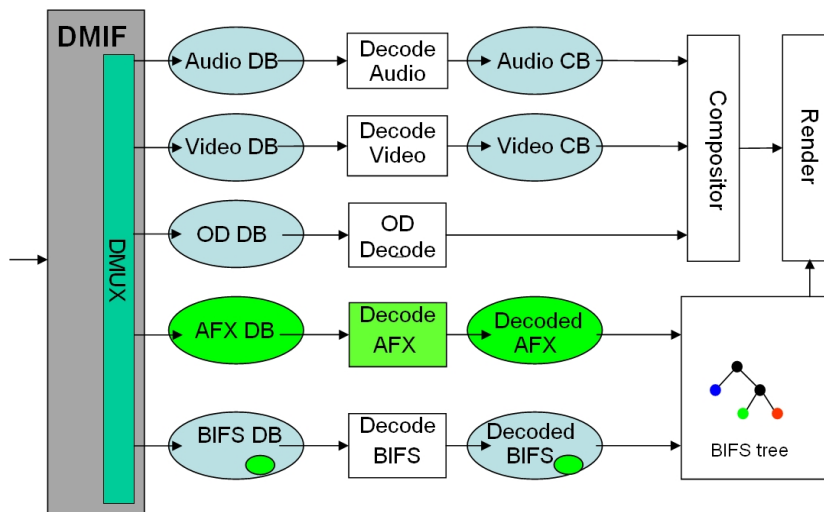 DMIF
DMUX
Audio DB
Decode
Audio
Audio CB
Video DB
Decode
Video
Video CB
OD DB
OD
Decode
AFX DB
Decode
AFX
Decoded
AFX
BIFS DB
Decode
BIFS
Decoded
BIFS
Compositor
Render
BIFS tree